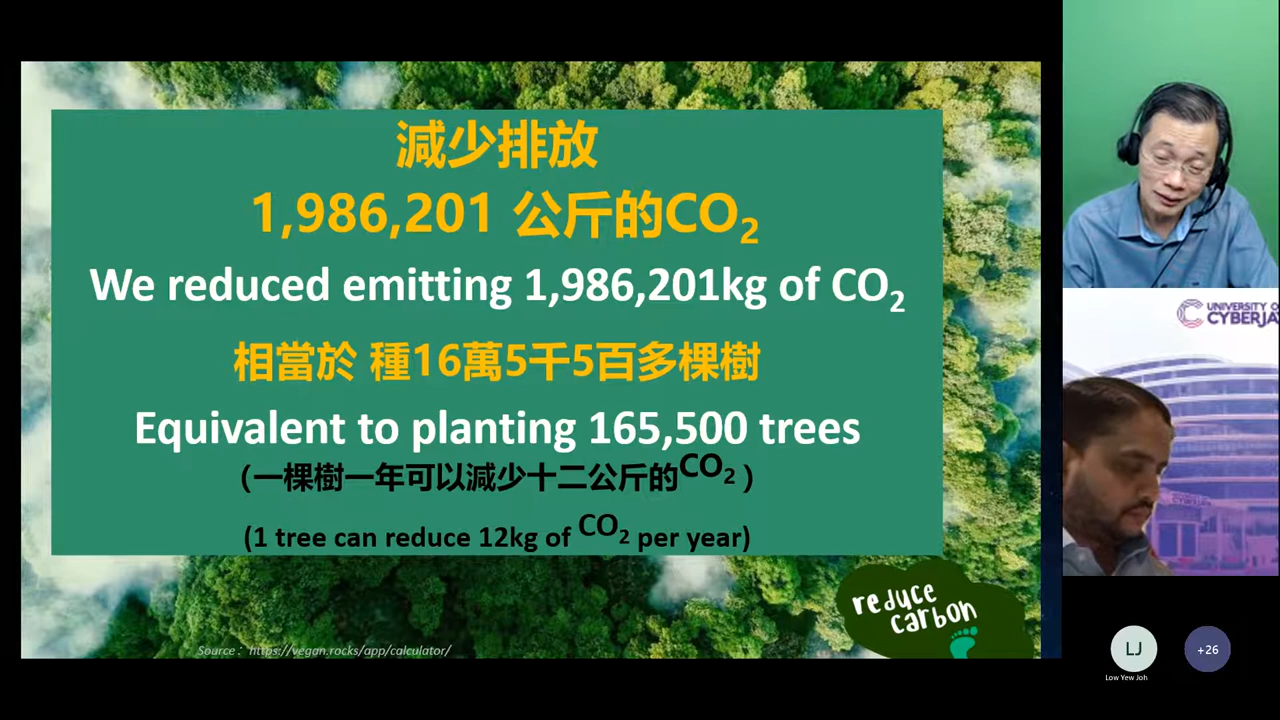 減少排放
1,986,201 公斤的CO₂
We reduced emitting 1,986,201kg of CO₂
相當於 種16萬5千5百多棵樹
Equivalent to planting 165,500 trees
（一棵樹一年可以減少十二公斤的CO₂）
(1 tree can reduce 12kg of CO₂ per year)
reduce
carbon
Source：https://vegan.rocks/app/calculator/
UNIVERSITY O
CYBERJA
LJ
Low Yew Joh
+26